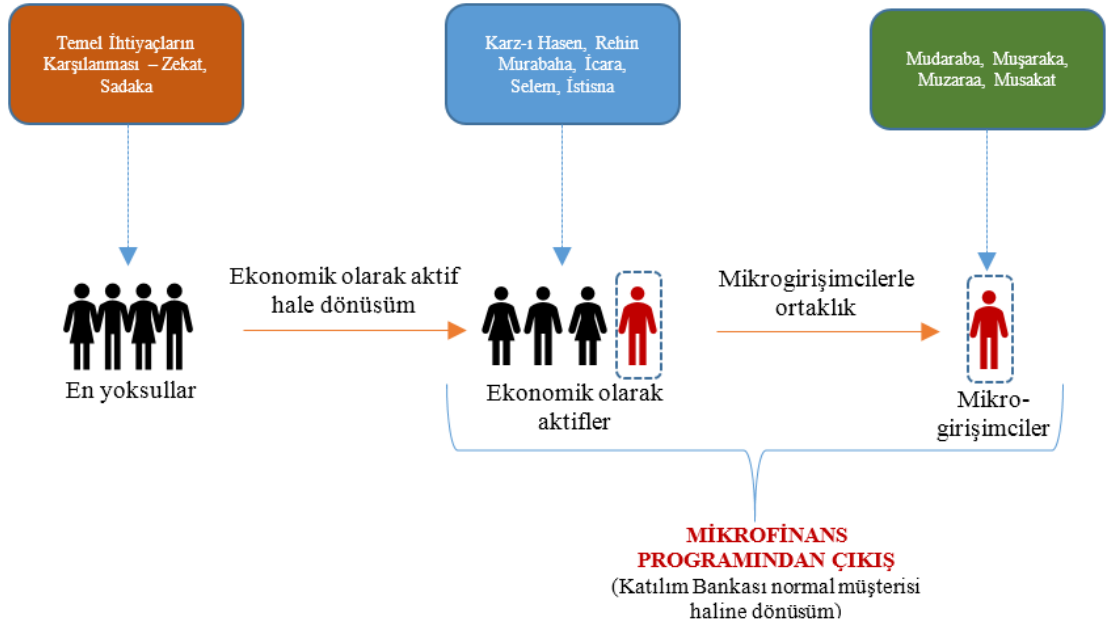 Temel İhtiyaçların
Karşılanması – Zekat,
Sadaka
Karz-ı Hasen, Rehin
Murabaha, İcara,
Selem, İstisna
Mudaraba, Muşaraka,
Muzaraa, Musakat
Ekonomik olarak aktif
hale dönüsüm
Mikrogirişimcilerle
ortaklık
En yoksullar
Ekonomik olarak
aktifler
Mikro-
girişimciler
MİKROFİNANS
PROGRAMINDAN ÇIKIŞ
(Katılım Bankası normal müşterisi
haline dönüsüm)